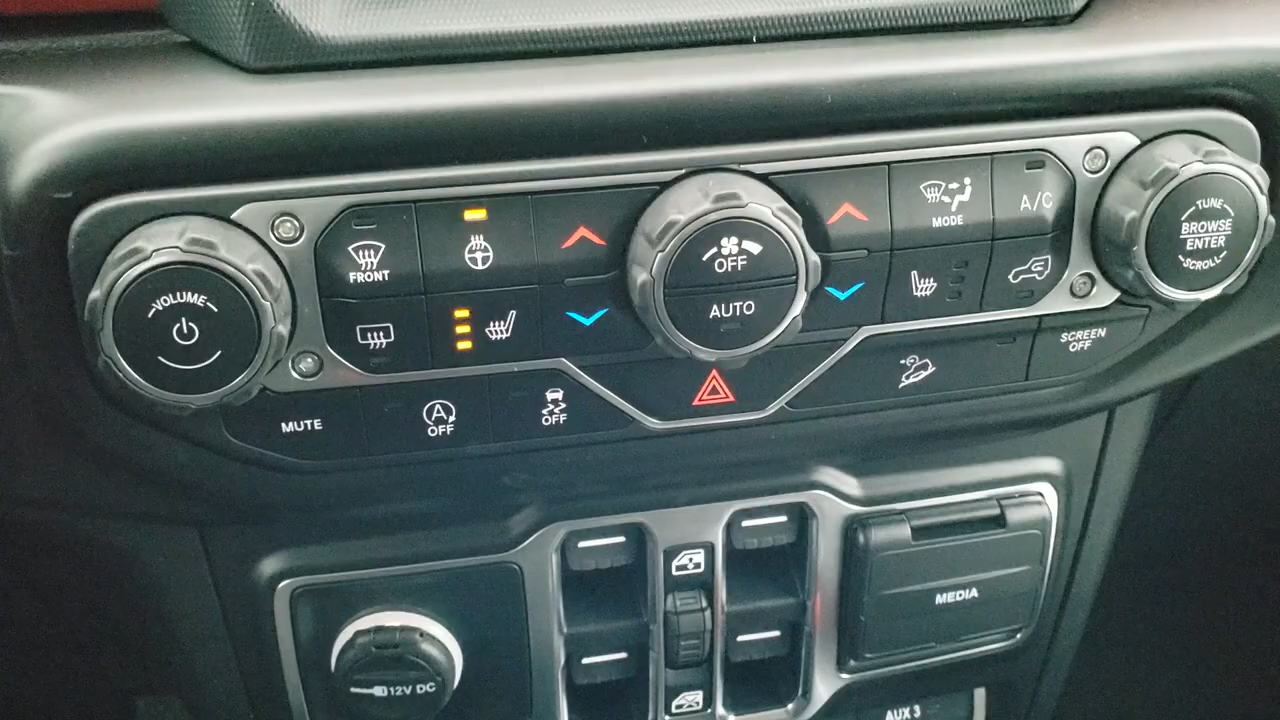 VOLUME
FRONT
MUTE
A
OFF
OFF
OFF
AUTO
MODE
A/C
TUNE
BROWSE
ENTER
SCROLL
SCREEN
OFF
12V DC
MEDIA
AUX 3